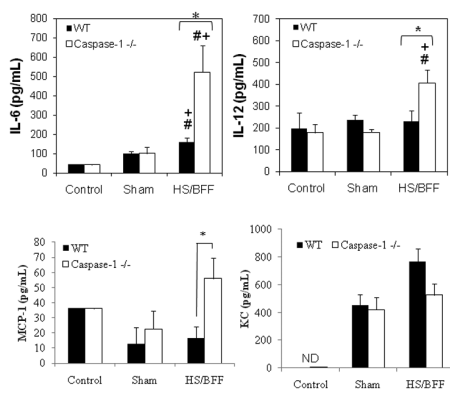 IL-6 (pg/mL)
800
700
600
500
400
300
200
100
0
WT
Caspase-1 -/-
*
#+
+
#
Control Sham HS/BFF
IL-12 (pg/mL)
700
600
500
400
300
200
100
0
WT
Caspase-1 -/-
*
+
#
Control Sham HS/BFF
MCP-1 (pg/mL)
80
70
60
50
40
30
20
10
0
WT
Caspase-1 -/-
*
Control Sham HS/BFF
KC
(pg/mL)
1000
800
600
400
200
0
WT Caspase-1 -/-
ND
Control Sham HS/BFF